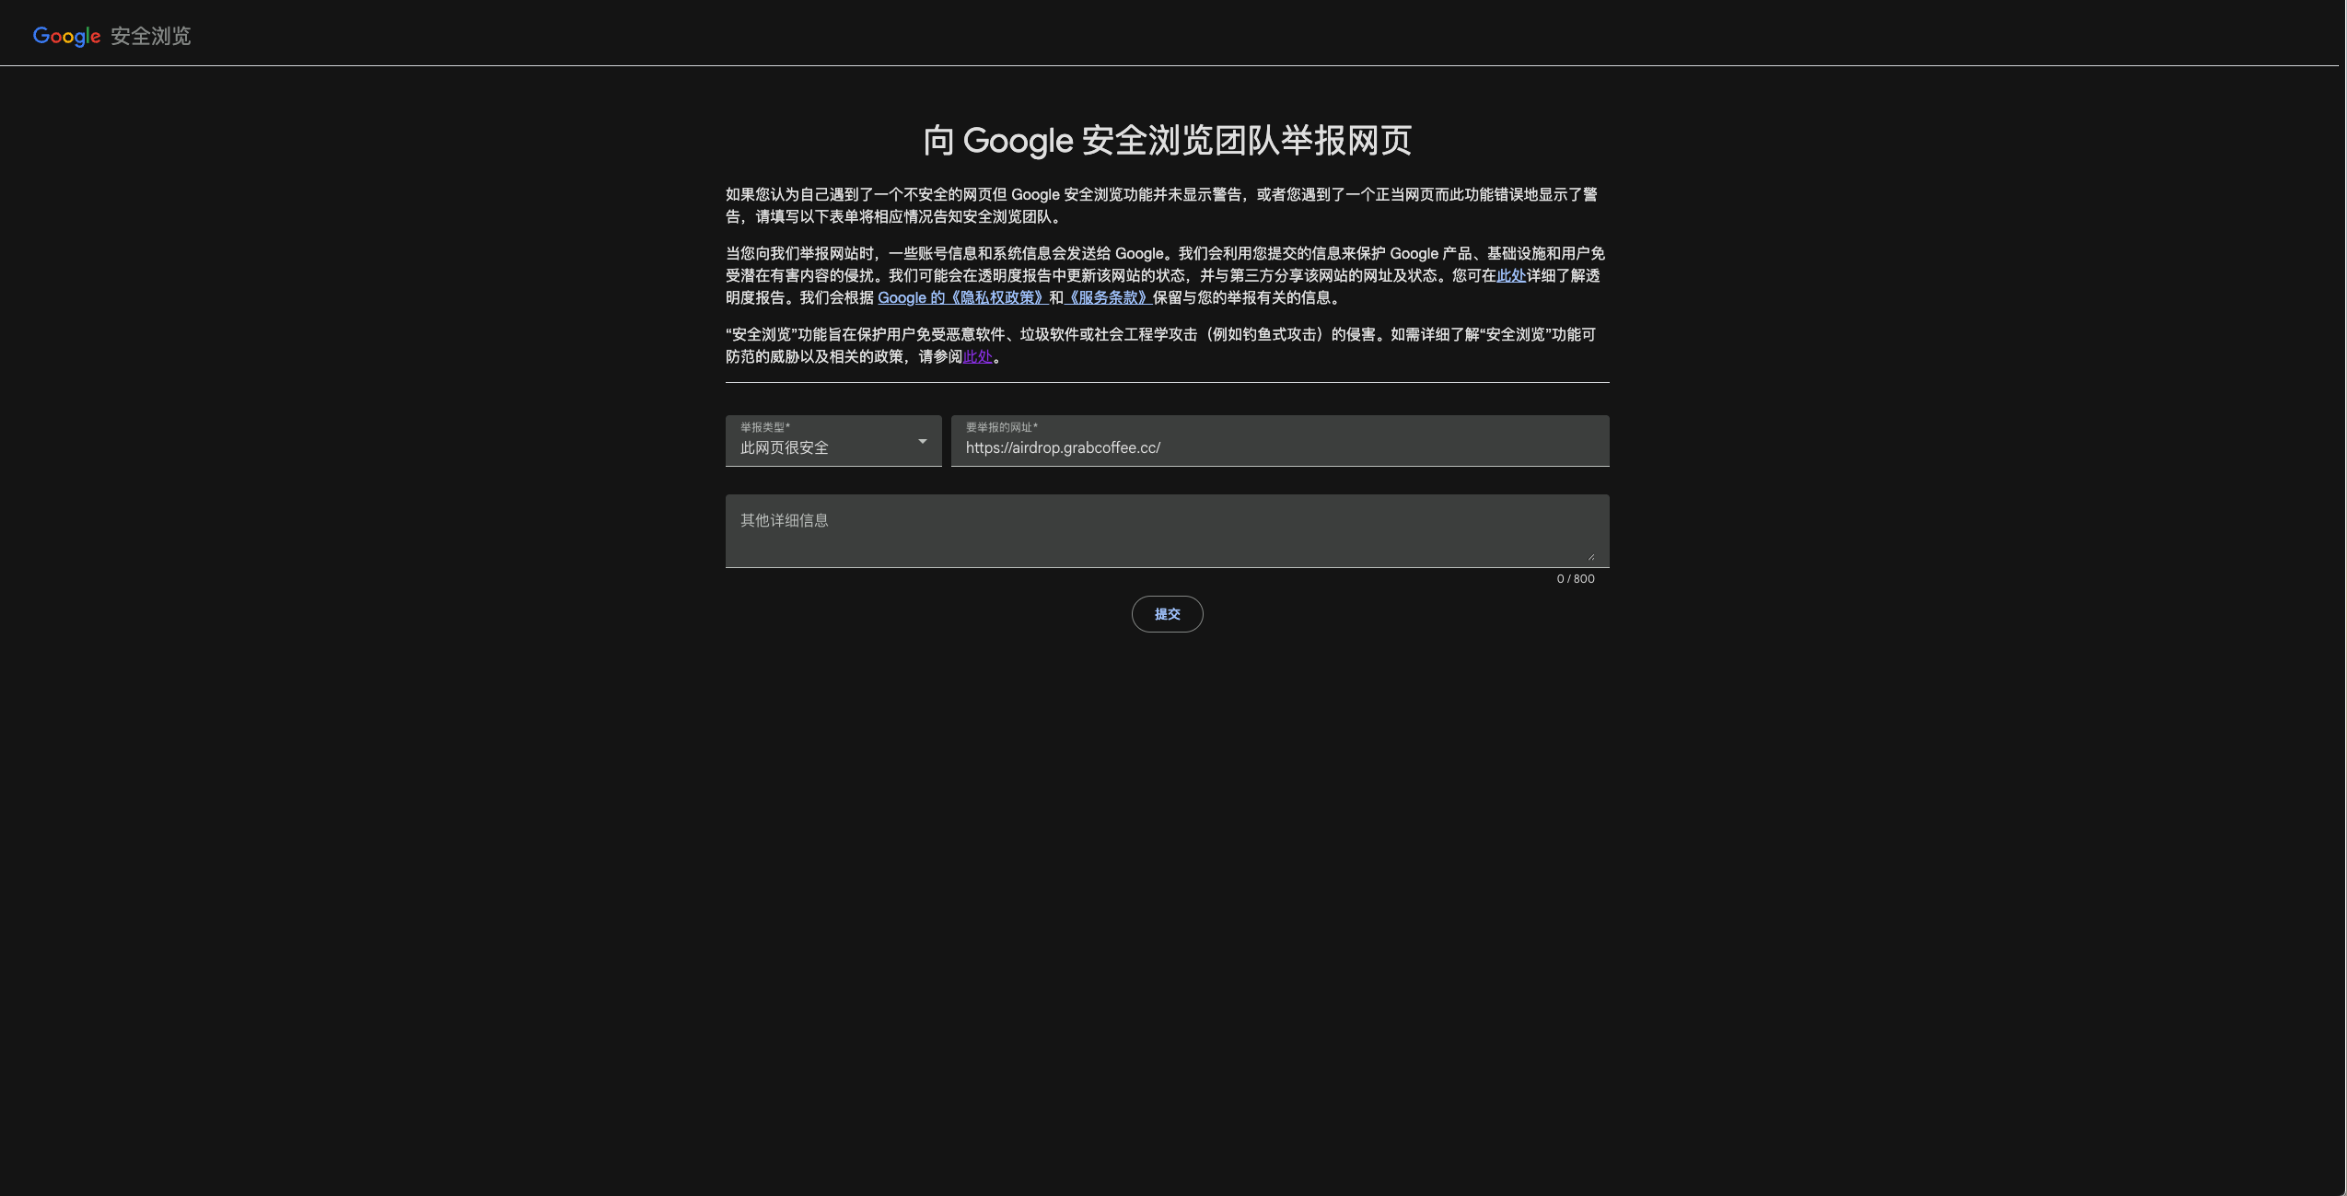 Google 安全浏览
向 Google 安全浏览团队举报网页
如果您认为自己遇到了一个不安全的网页但 Google 安全浏览功能并未显示警告，或者您遇到了一个正当网页而此功能错误地显示了警
告，请填写以下表单将相应情况告知安全浏览团队。
当您向我们举报网站时，一些账号信息和系统信息会发送给 Google。我们会利用您提交的信息来保护 Google 产品、基础设施和用户免
受潜在有害内容的侵扰。我们可能会在透明度报告中更新该网站的状态，并与第三方分享该网站的网址及状态。您可在此处详细了解透
明度报告。我们会根据 Google 的《隐私权政策》和《服务条款》保留与您的举报有关的信息。
“安全浏览”功能旨在保护用户免受恶意软件、垃圾软件或社会工程学攻击（例如钓鱼式攻击）的侵害。如需详细了解“安全浏览”功能可
防范的威胁以及相关的政策，请参阅此处。
举报类型*
此网页很安全
要举报的网址*
https://airdrop.grabcoffee.cc/
其他详细信息
0 / 800
提交